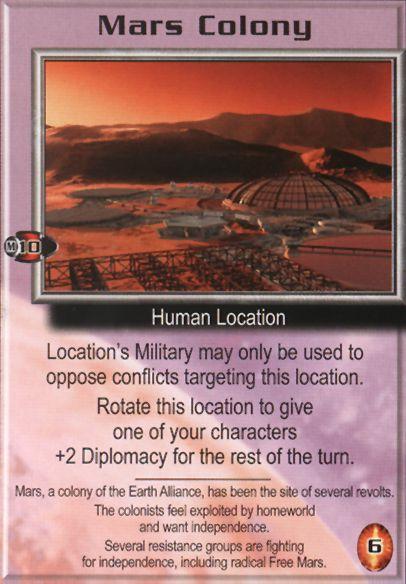 Mars Colony
M 10
Human Location
Location's Military may only be used to
oppose conflicts targeting this location.
Rotate this location to give
one of your characters
+2 Diplomacy for the rest of the turn.
Mars, a colony of the Earth Alliance, has been the site of several revolts.
The colonists feel exploited by homeworld
and want independence.
Several resistance groups are fighting
for independence, including radical Free Mars.
6